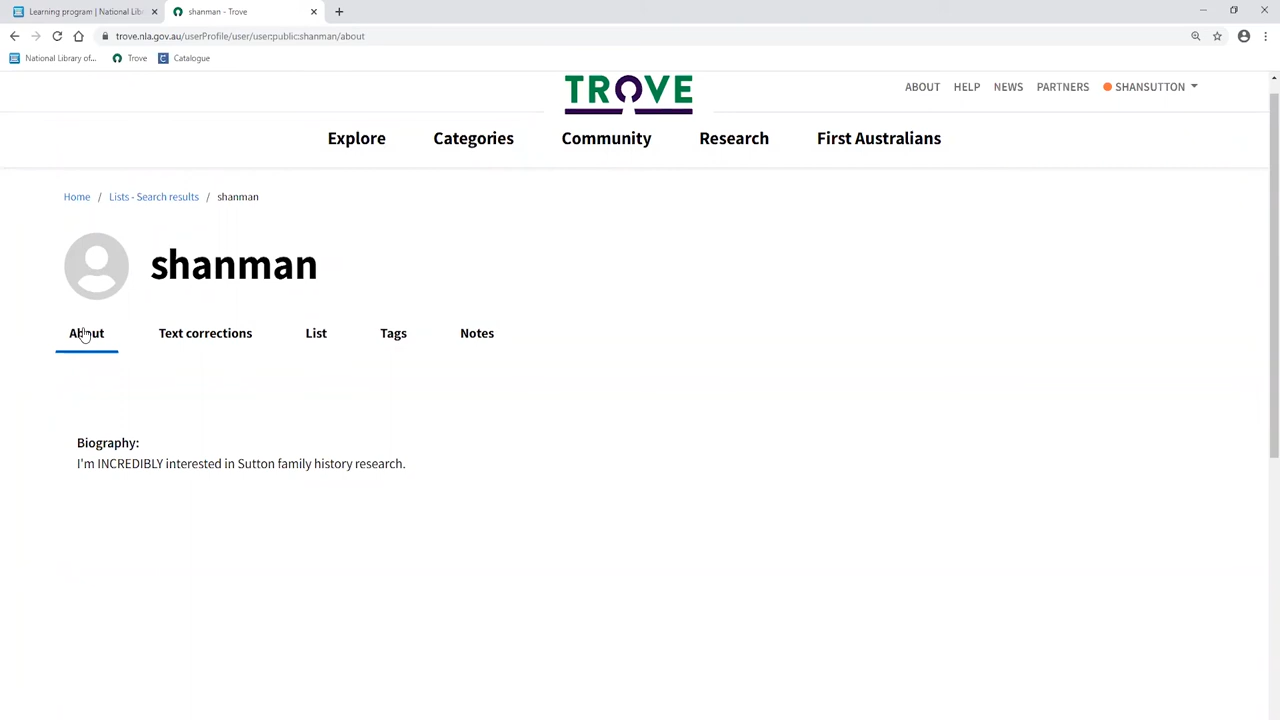 Learning program | National Lib
shanman - Trove
trove.nla.gov.au/userProfile/user/user:public:shanman/about
National Library of...
Trove
Catalogue
TROVE
ABOUT HELP NEWS PARTNERS SHANSUTTON
Explore Categories Community Research First Australians
Home / Lists - Search results / shanman
shanman
About Text corrections List Tags Notes
Biography:
I'm INCREDIBLY interested in Sutton family history research.